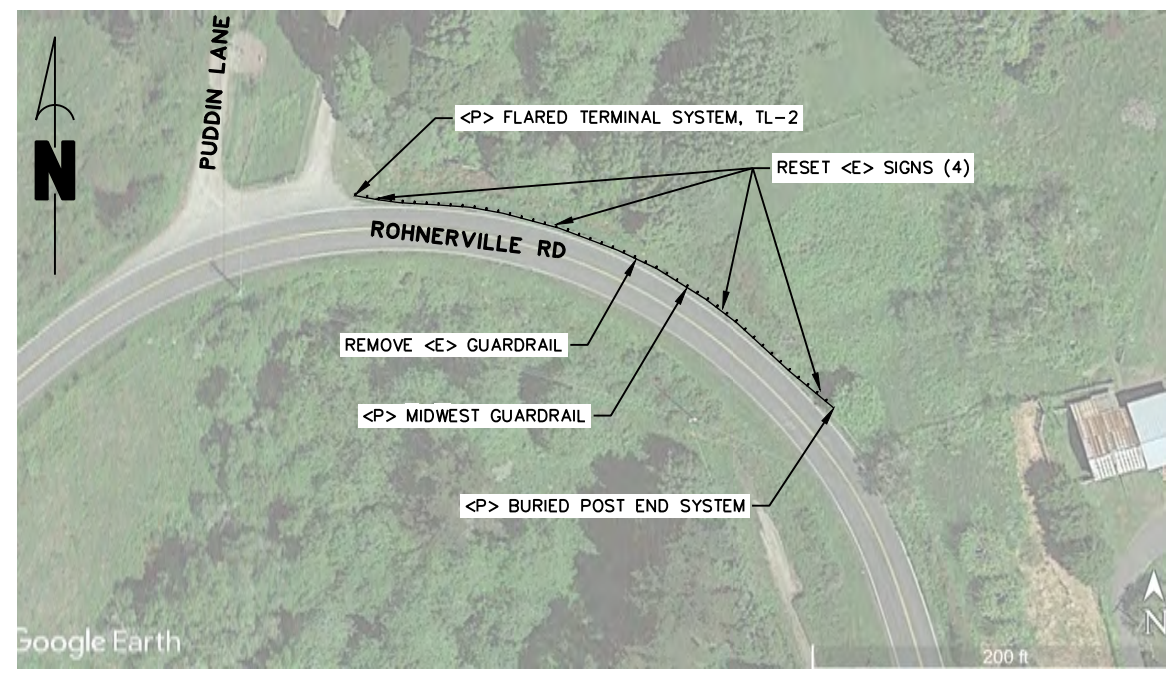 PUDDIN LANE
N
<P> FLARED TERMINAL SYSTEM, TL-2
RESET <E> SIGNS (4)
ROHNERVILLE RD
REMOVE <E> GUARDRAIL
<P> MIDWEST GUARDRAIL
<P> BURIED POST END SYSTEM
N
Google Earth
200 ft